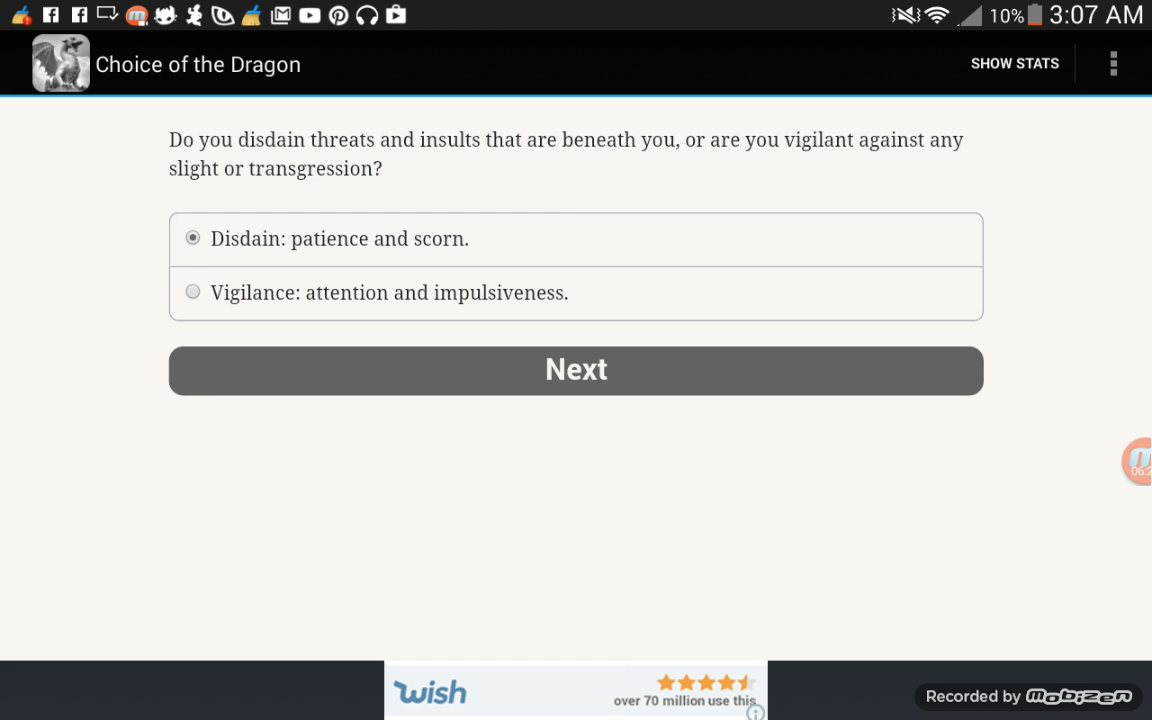 10% 3:07 AM
Choice of the Dragon
SHOW STATS
Do you disdain threats and insults that are beneath you, or are you vigilant against any
slight or transgression?
Disdain: patience and scorn.
Vigilance: attention and impulsiveness.
Next
06:2
wish
over 70 million use this
Recorded by mobizen